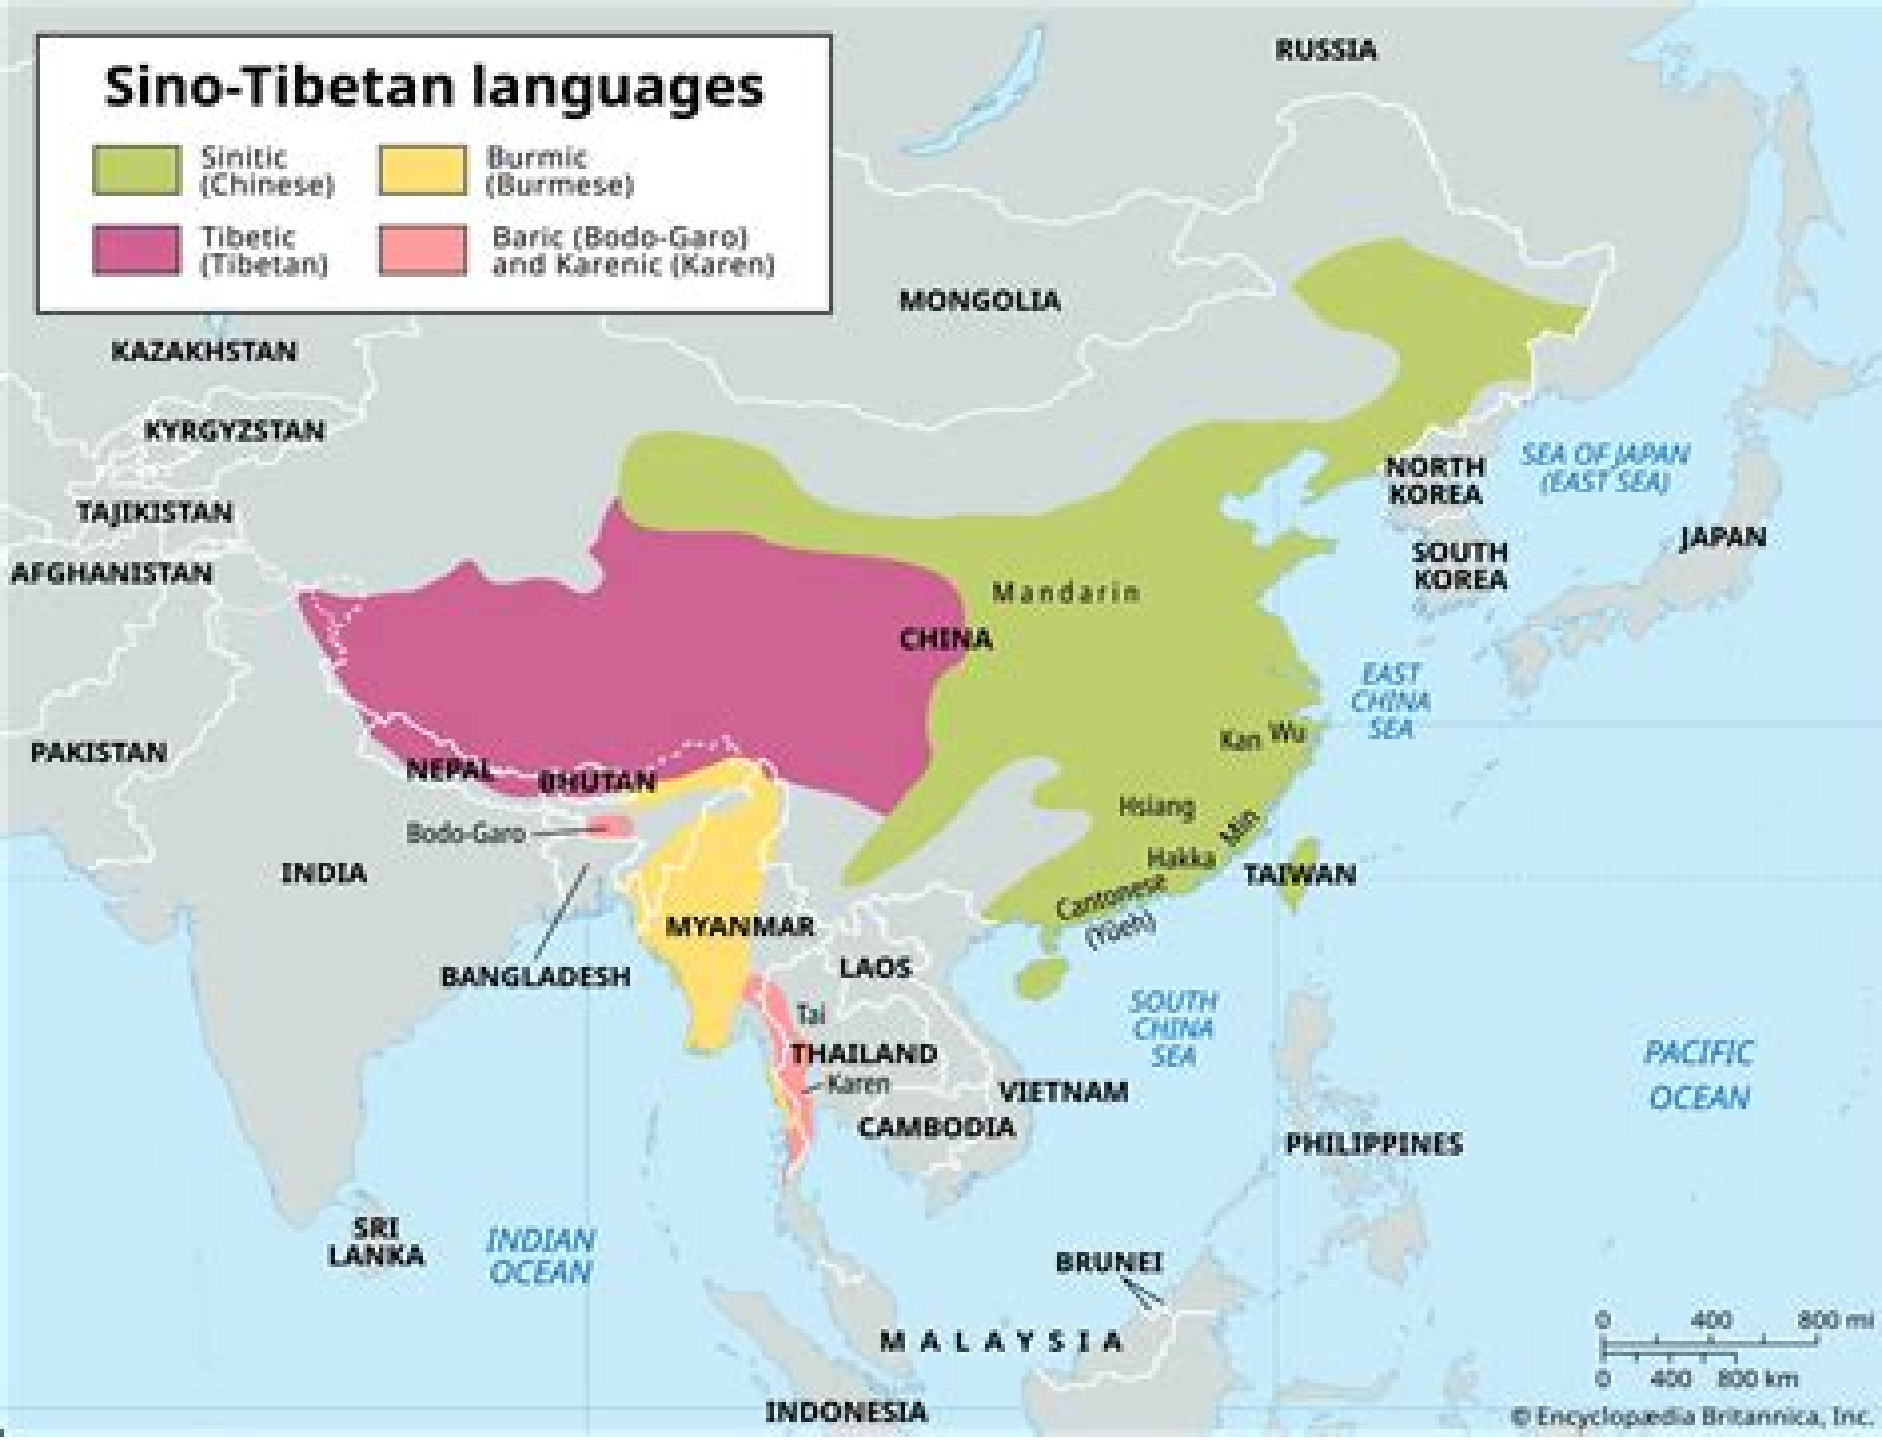 Sino-Tibetan languages
Sinitic
(Chinese)
Burmic
(Burmese)
Tibetic
(Tibetan)
Baric (Bodo-Garo)
and Karenic (Karen)
RUSSIA
MONGOLIA
KAZAKHSTAN
KYRGYZSTAN
TAJIKISTAN
AFGHANISTAN
PAKISTAN
NORTH
KOREA
SEA OF JAPAN
(EAST SEA)
SOUTH
KOREA
JAPAN
Mandarin
CHINA
EAST
CHINA
SEA
Kan
Wu
NEPAL
BHUTAN
Bodo-Garo
INDIA
Hsiang
Min
Hakka
TAIWAN
Cantonese
(Yüeh)
MYANMAR
BANGLADESH
LAOS
Tai
THAILAND
Karen
SOUTH
CHINA
SEA
VIETNAM
CAMBODIA
PHILIPPINES
PACIFIC
OCEAN
SRI
LANKA
INDIAN
OCEAN
BRUNEI
MALAYSIA
INDONESIA
0 400 800 mi
0 400 800 km
© Encyclopædia Britannica, Inc.